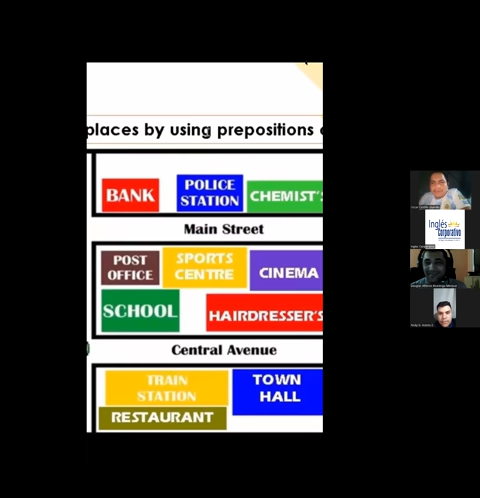 places by using prepositions
BANK
POLICE
STATION
CHEMIST'S
Main Street
POST
OFFICE
SPORTS
CENTRE
CINEMA
SCHOOL
HAIRDRESSER'S
Central Avenue
TRAIN
STATION
TOWN
HALL
RESTAURANT
Inglés
Corporativo